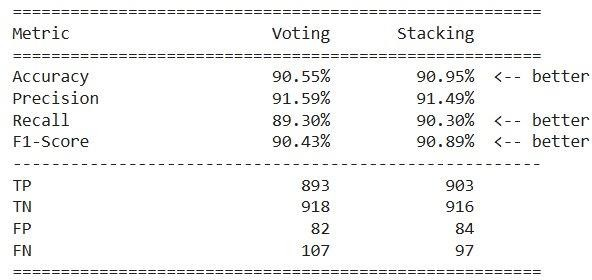 ======================================================
Metric Voting Stacking
======================================================
Accuracy 90.55% 90.95% <-- better
Precision 91.59% 91.49%
Recall 89.30% 90.30% <-- better
F1-Score 90.43% 90.89% <-- better
------------------------------------------------------
TP 893 903
TN 918 916
FP 82 84
FN 107 97
======================================================